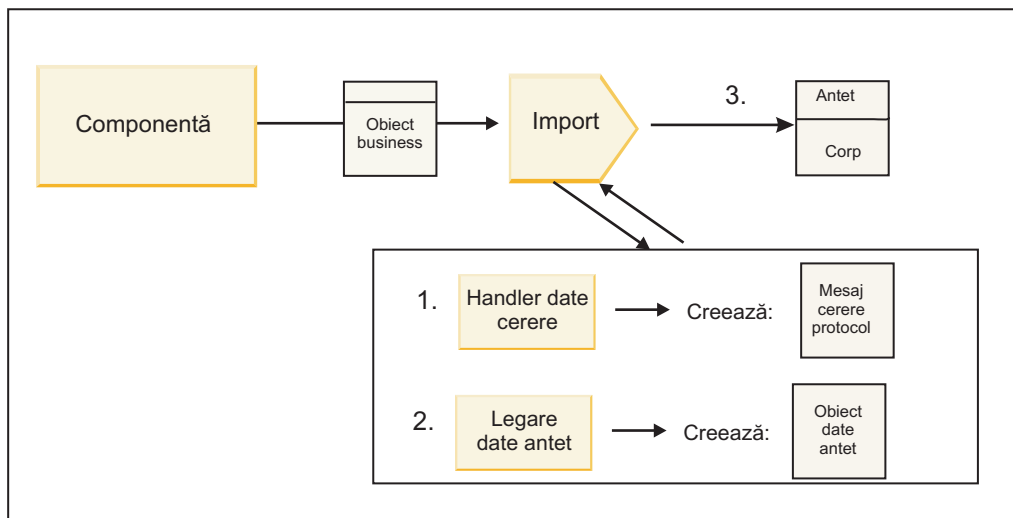 Componentă
Obiect
business
Import
3.
Antet
Corp
1.
Handler date
cerere
Creează:
Mesaj
cerere
protocol
2.
Legare
date antet
Creează:
Obiect
date
antet